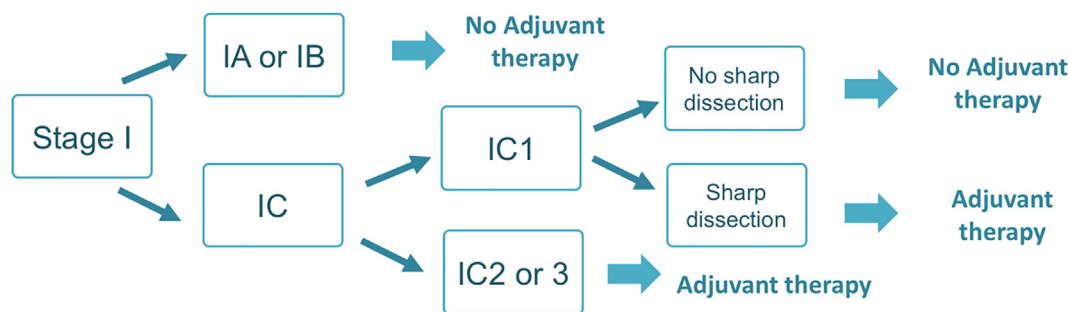 Stage I
IA or IB
No Adjuvant
therapy
IC
IC1
No sharp
dissection
No Adjuvant
therapy
Sharp
dissection
Adjuvant
therapy
IC2 or 3
Adjuvant therapy